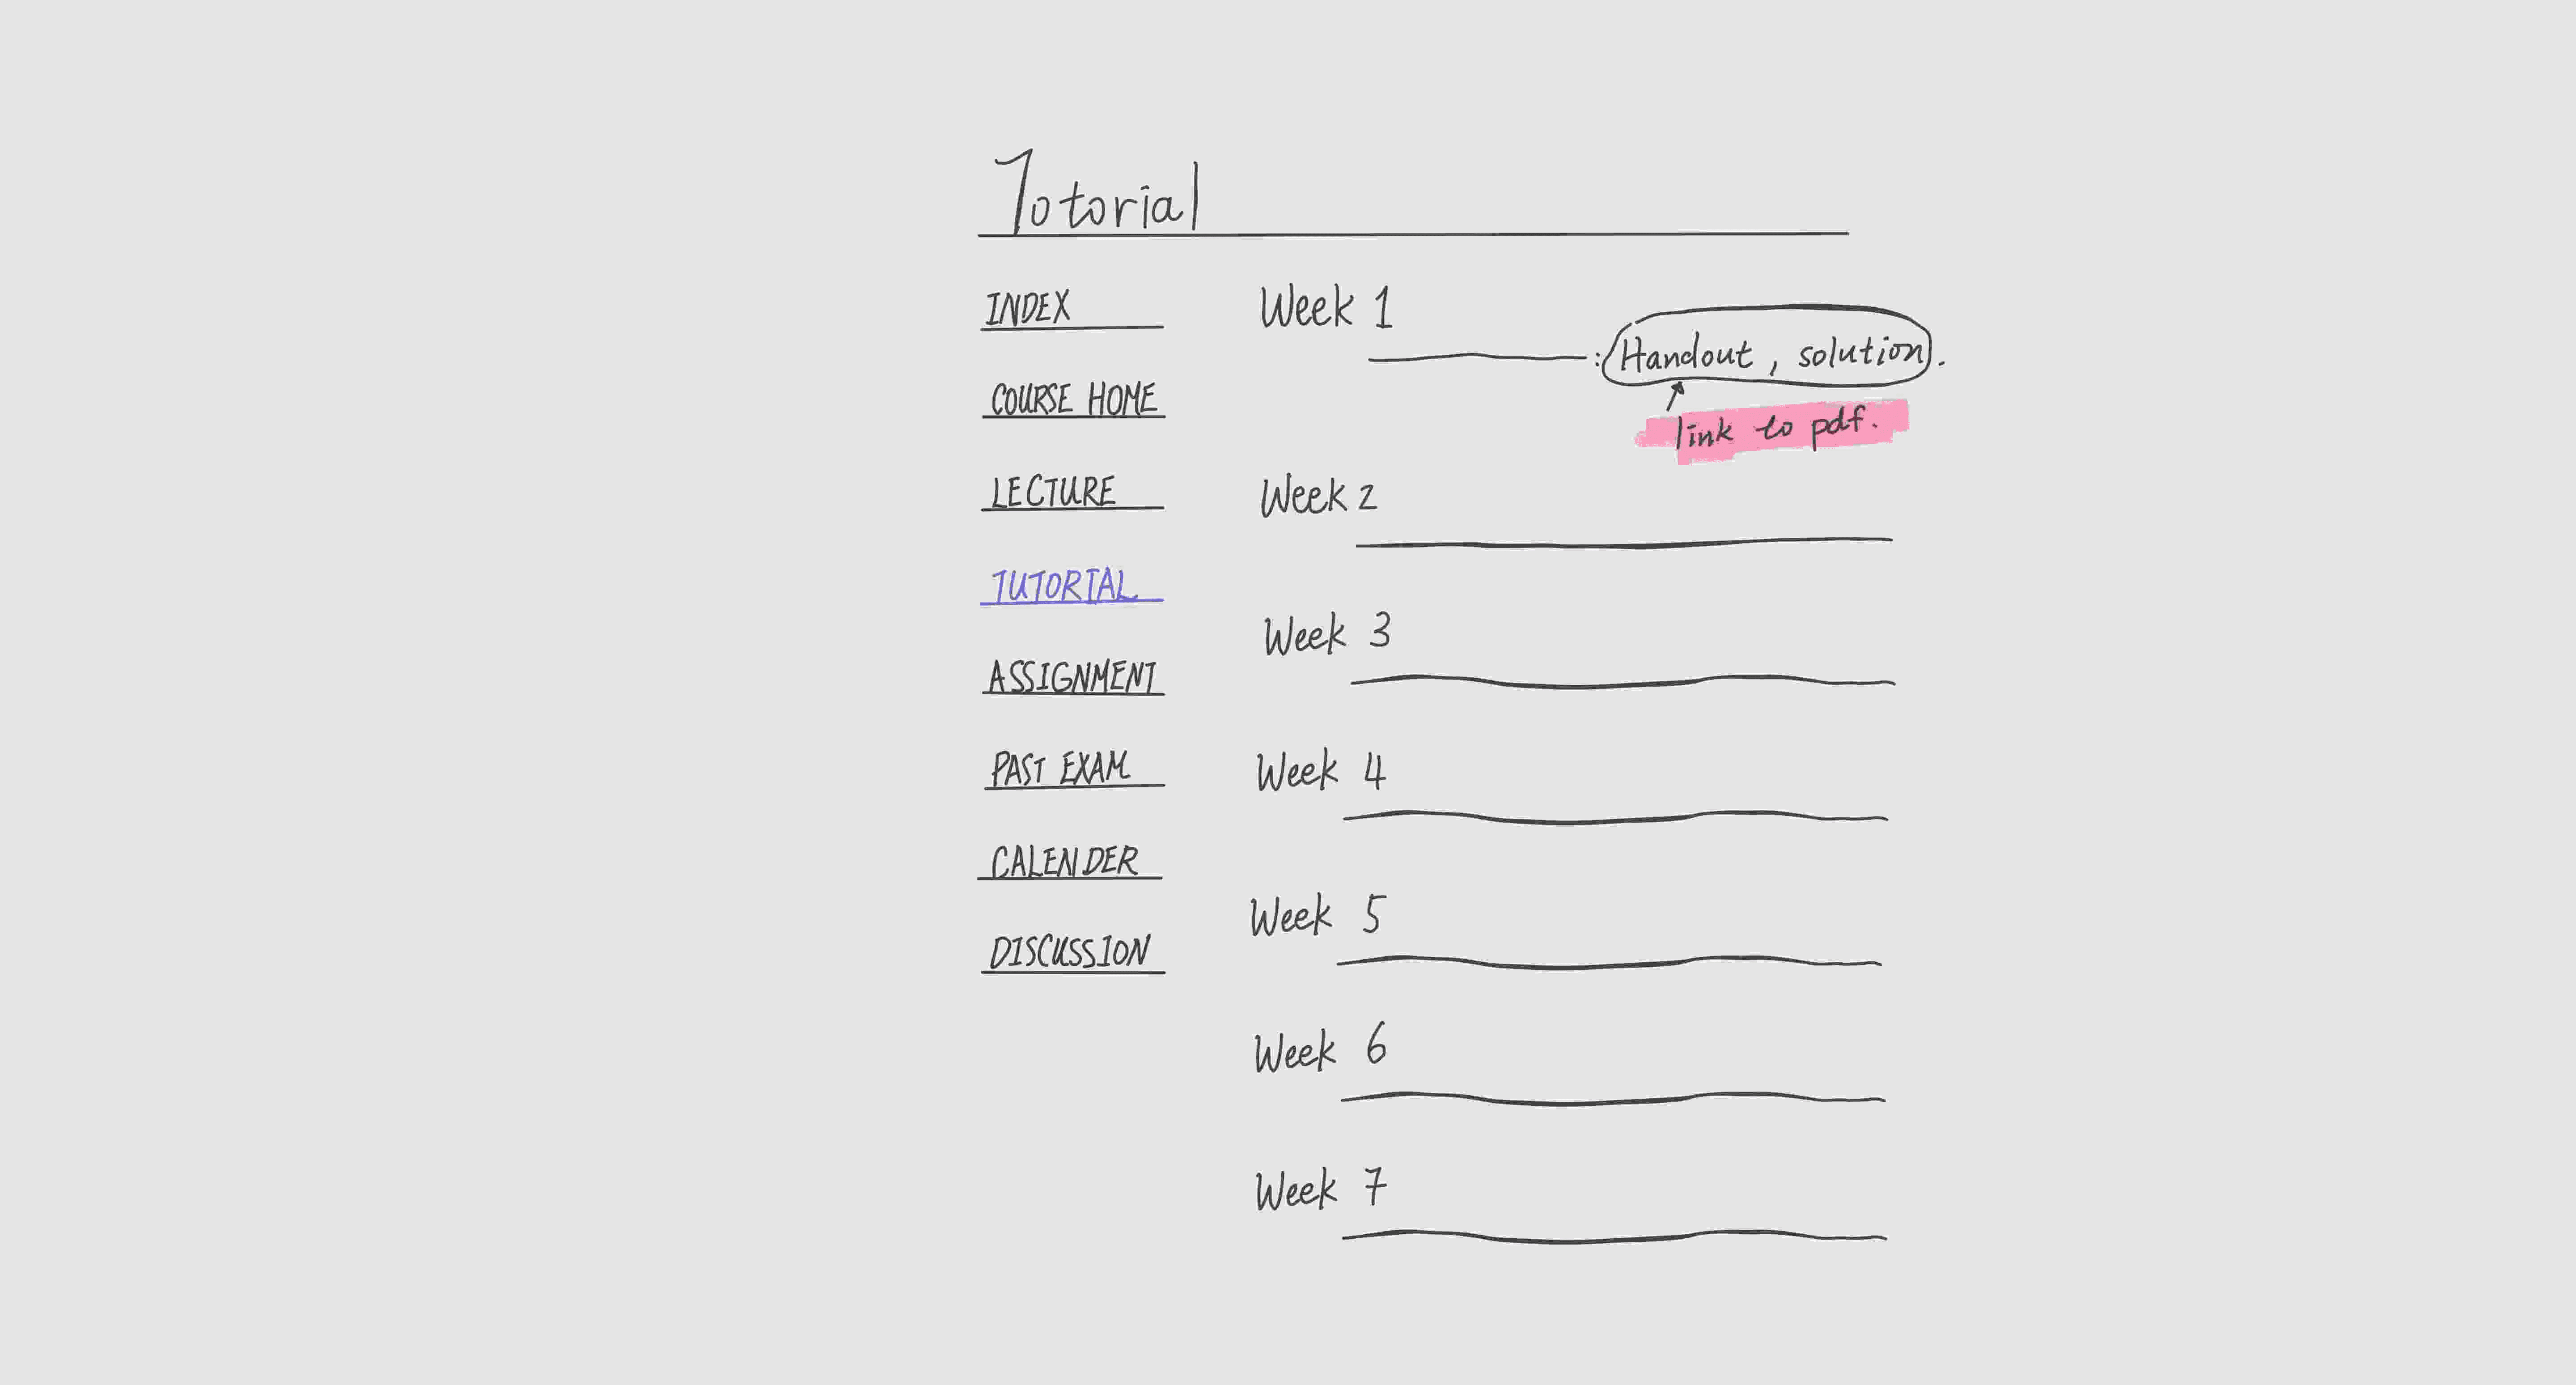 Totorial
INDEX
COURSE HOME
LECTURE
TUTORIAL
ASSIGNMENT
PAST EXAM
CALENDER
DISCUSSION
Week 1
: Handout, solution.
link to pdf.
Week 2
Week 3
Week 4
Week 5
Week 6
Week 7